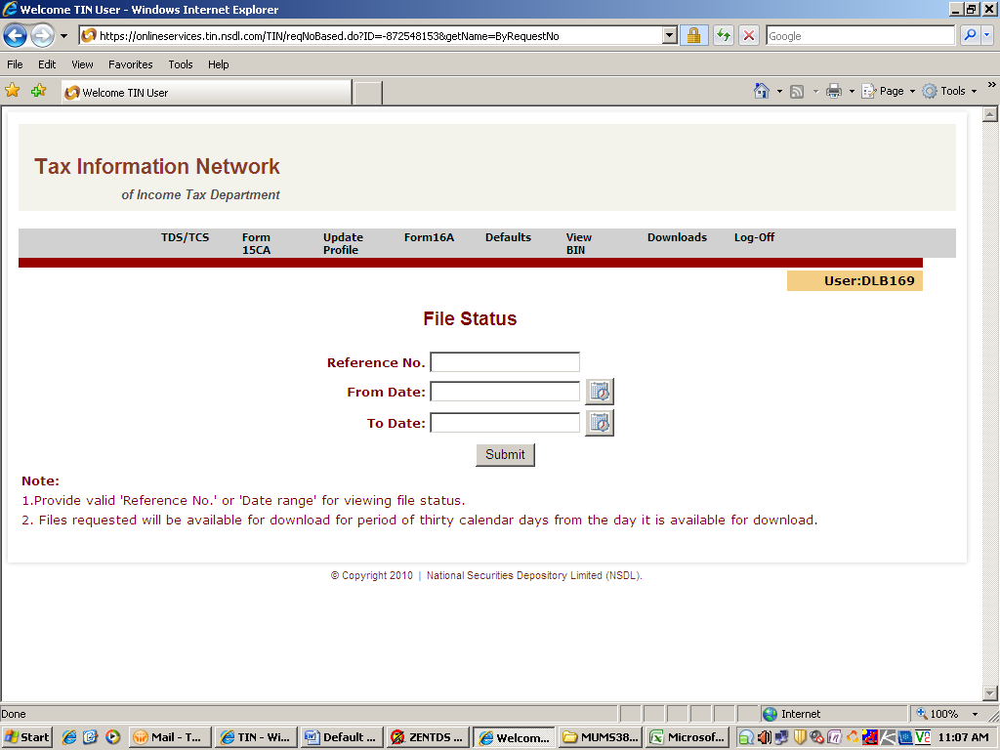 Welcome TIN User - Windows Internet Explorer
https://onlineservices.tin.nsdl.com/TIN/reqNoBased.do?ID=-872548153&getName=ByRequestNo
Google
File Edit View Favorites Tools Help
Welcome TIN User
Page Tools »
Tax Information Network
of Income Tax Department
TDS/TCS Form 15CA Update Profile Form16A Defaults View BIN Downloads Log-Off
User:DLB169
File Status
Reference No.
From Date:
To Date:
Submit
Note:
1.Provide valid 'Reference No.' or 'Date range' for viewing file status.
2. Files requested will be available for download for period of thirty calendar days from the day it is available for download.
© Copyright 2010 | National Securities Depository Limited (NSDL).
Done Internet 100%
Start Mail - T... TIN - Wi... Default ... ZENTDS ... Welcom... MUMS38... Microsof... 11:07 AM